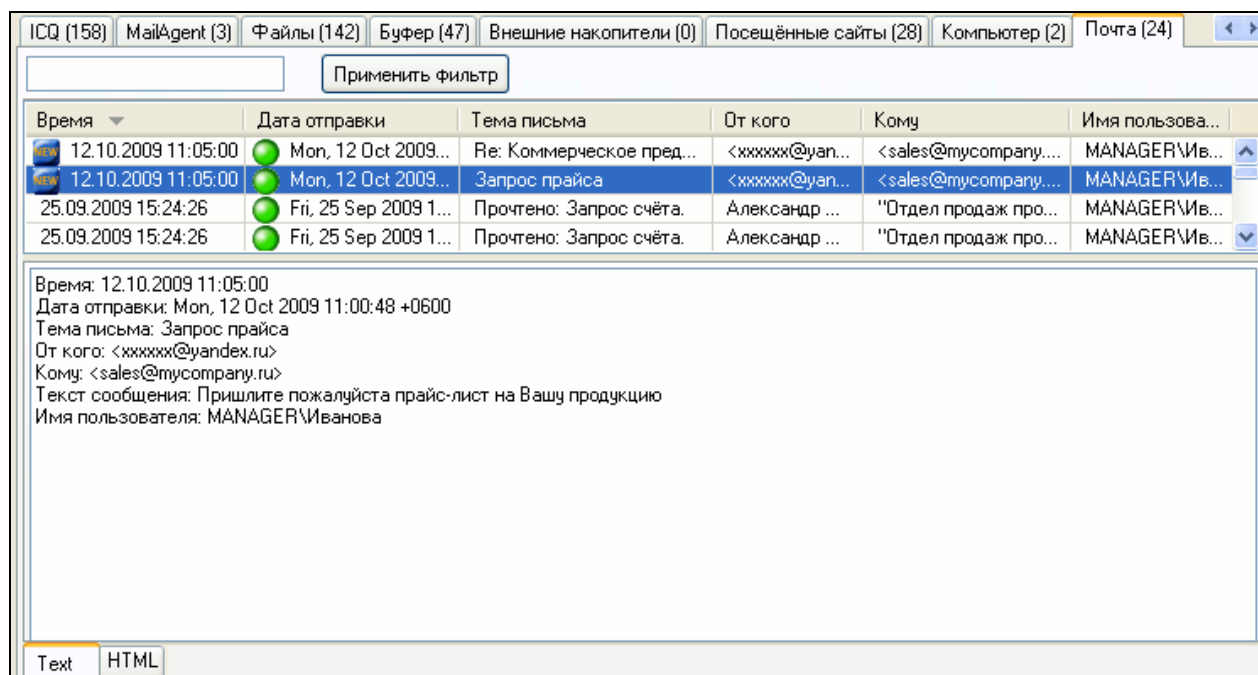 ICQ (158) MailAgent (3) Файлы (142) Буфер (47) Внешние накопители (0) Посещённые сайты (28) Компьютер (2) Почта (24)
Применить фильтр
Время Дата отправки Тема письма От кого Кому Имя пользова...
NEW 12.10.2009 11:05:00 Mon, 12 Oct 2009... Re: Коммерческое пред... <xxxxxx@yan... <sales@mycompany.... MANAGER\Ив...
NEW 12.10.2009 11:05:00 Mon, 12 Oct 2009... Запрос прайса <xxxxxx@yan... <sales@mycompany.... MANAGER\Ив...
25.09.2009 15:24:26 Fri, 25 Sep 2009 1... Прочтено: Запрос счёта. Александр ... "Отдел продаж про... MANAGER\Ив...
25.09.2009 15:24:26 Fri, 25 Sep 2009 1... Прочтено: Запрос счёта. Александр ... "Отдел продаж про... MANAGER\Ив...
Время: 12.10.2009 11:05:00
Дата отправки: Mon, 12 Oct 2009 11:00:48 +0600
Тема письма: Запрос прайса
От кого: <xxxxxx@yandex.ru>
Кому: <sales@mycompany.ru>
Текст сообщения: Пришлите пожалуйста прайс-лист на Вашу продукцию
Имя пользователя: MANAGER\Иванова
Text HTML